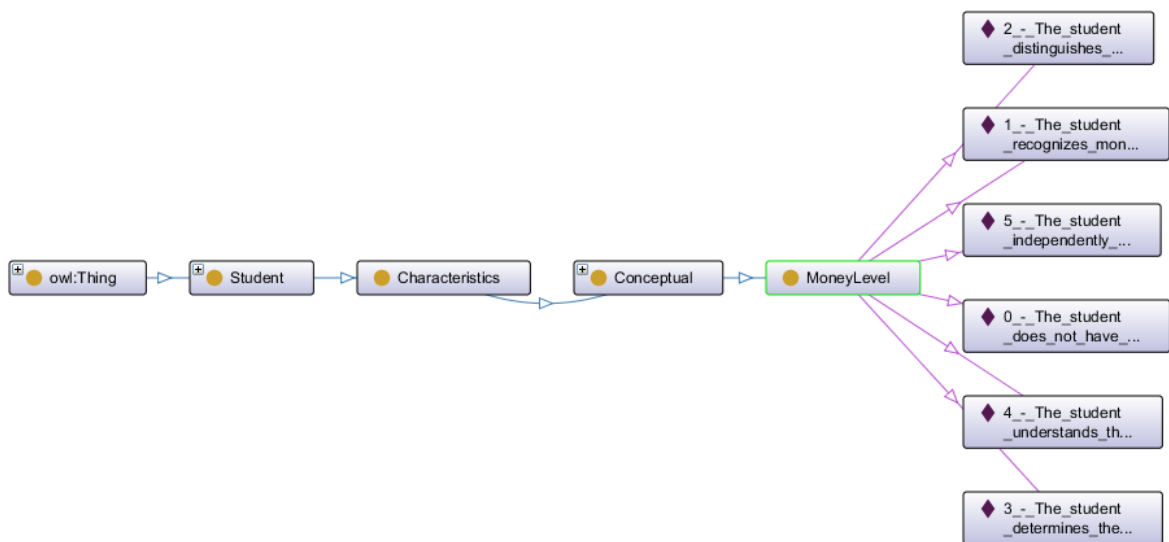 2_-_The_student
_distinguishes_...
1_-_The_student
_recognizes_mon...
5_-_The_student
_independently_...
owl:Thing
Student
Characteristics
Conceptual
MoneyLevel
0_-_The_student
_does_not_have_...
4_-_The_student
_understands_th...
3_-_The_student
_determines_the...